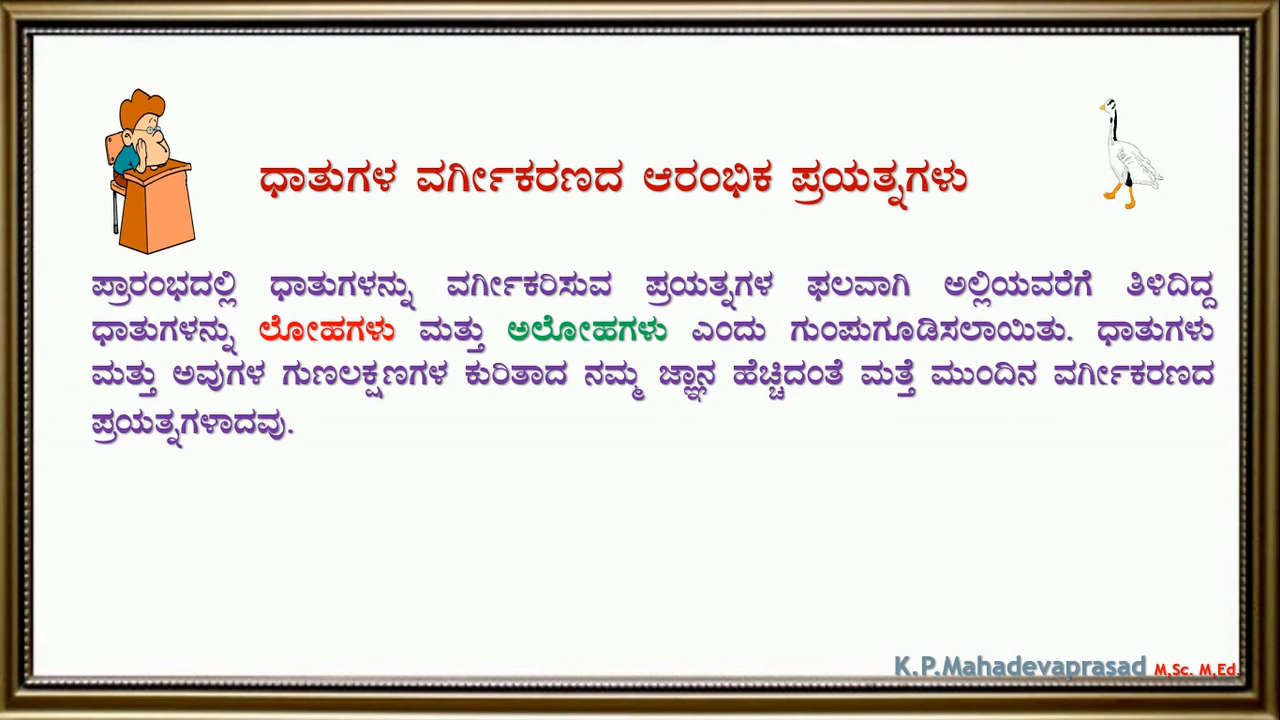 ಧಾತುಗಳ ವರ್ಗೀಕರಣದ ಆರಂಭಿಕ ಪ್ರಯತ್ನಗಳು
ಪ್ರಾರಂಭದಲ್ಲಿ ಧಾತುಗಳನ್ನು ವರ್ಗೀಕರಿಸುವ ಪ್ರಯತ್ನಗಳ ಫಲವಾಗಿ ಅಲ್ಲಿಯವರೆಗೆ ತಿಳಿದಿದ್ದ
ಧಾತುಗಳನ್ನು ಲೋಹಗಳು ಮತ್ತು ಅಲೋಹಗಳು ಎಂದು ಗುಂಪುಗೂಡಿಸಲಾಯಿತು. ಧಾತುಗಳು
ಮತ್ತು ಅವುಗಳ ಗುಣಲಕ್ಷಣಗಳ ಕುರಿತಾದ ನಮ್ಮ ಜ್ಞಾನ ಹೆಚ್ಚಿದಂತೆ ಮತ್ತೆ ಮುಂದಿನ ವರ್ಗೀಕರಣದ
ಪ್ರಯತ್ನಗಳಾದವು.
K.P.Mahadevaprasad M,Sc. M,Ed.